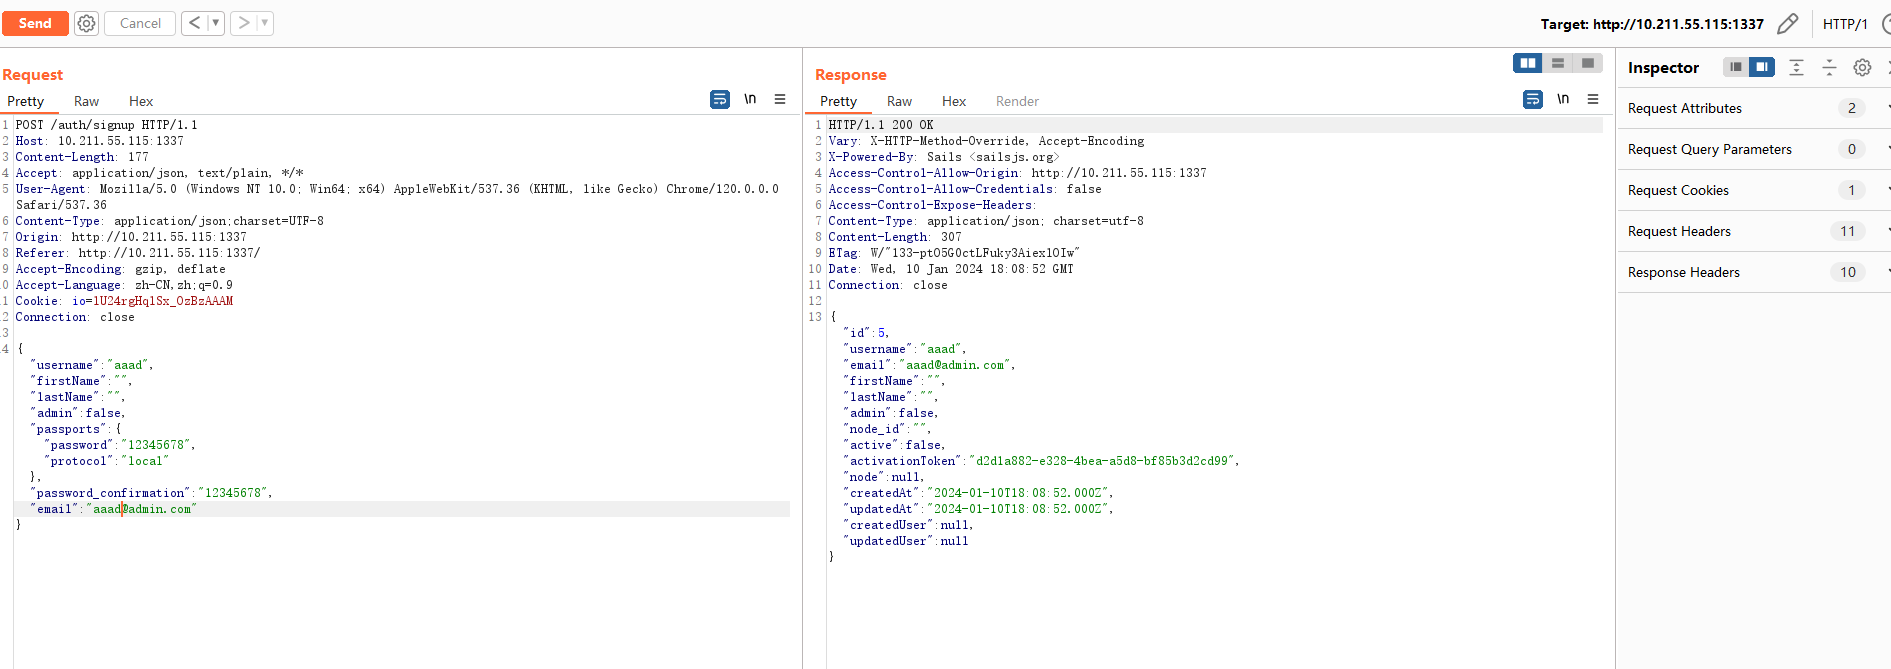 Send Cancel < > Target: http://10.211.55.115:1337 HTTP/1
Request
Pretty Raw Hex \n
1 POST /auth/signup HTTP/1.1
2 Host: 10.211.55.115:1337
3 Content-Length: 177
4 Accept: application/json, text/plain, */*
5 User-Agent: Mozilla/5.0 (Windows NT 10.0; Win64; x64) AppleWebKit/537.36 (KHTML, like Gecko) Chrome/120.0.0.0
Safari/537.36
6 Content-Type: application/json;charset=UTF-8
7 Origin: http://10.211.55.115:1337
8 Referer: http://10.211.55.115:1337/
9 Accept-Encoding: gzip, deflate
.0 Accept-Language: zh-CN,zh;q=0.9
.1 Cookie: io=1U24rgHqlSx_OzBzAAAM
.2 Connection: close
.3
.4 {
"username":"aaad",
"firstName":"",
"lastName":"",
"admin":false,
"passports":{
"password":"12345678",
"protocol":"local"
},
"password_confirmation":"12345678",
"email":"aaad@admin.com"
}
Response
Pretty Raw Hex Render \n
1 HTTP/1.1 200 OK
2 Vary: X-HTTP-Method-Override, Accept-Encoding
3 X-Powered-By: Sails <sailsjs.org>
4 Access-Control-Allow-Origin: http://10.211.55.115:1337
5 Access-Control-Allow-Credentials: false
6 Access-Control-Expose-Headers:
7 Content-Type: application/json; charset=utf-8
8 Content-Length: 307
9 ETag: W/"133-ptO5G0ctLFuky3Aiex1OIw"
10 Date: Wed, 10 Jan 2024 18:08:52 GMT
11 Connection: close
12
13 {
"id":5,
"username":"aaad",
"email":"aaad@admin.com",
"firstName":"",
"lastName":"",
"admin":false,
"node_id":"",
"active":false,
"activationToken":"d2d1a882-e328-4bea-a5d8-bf85b3d2cd99",
"node":null,
"createdAt":"2024-01-10T18:08:52.000Z",
"updatedAt":"2024-01-10T18:08:52.000Z",
"createdUser":null,
"updatedUser":null
}
Inspector
Request Attributes 2
Request Query Parameters 0
Request Cookies 1
Request Headers 11
Response Headers 10